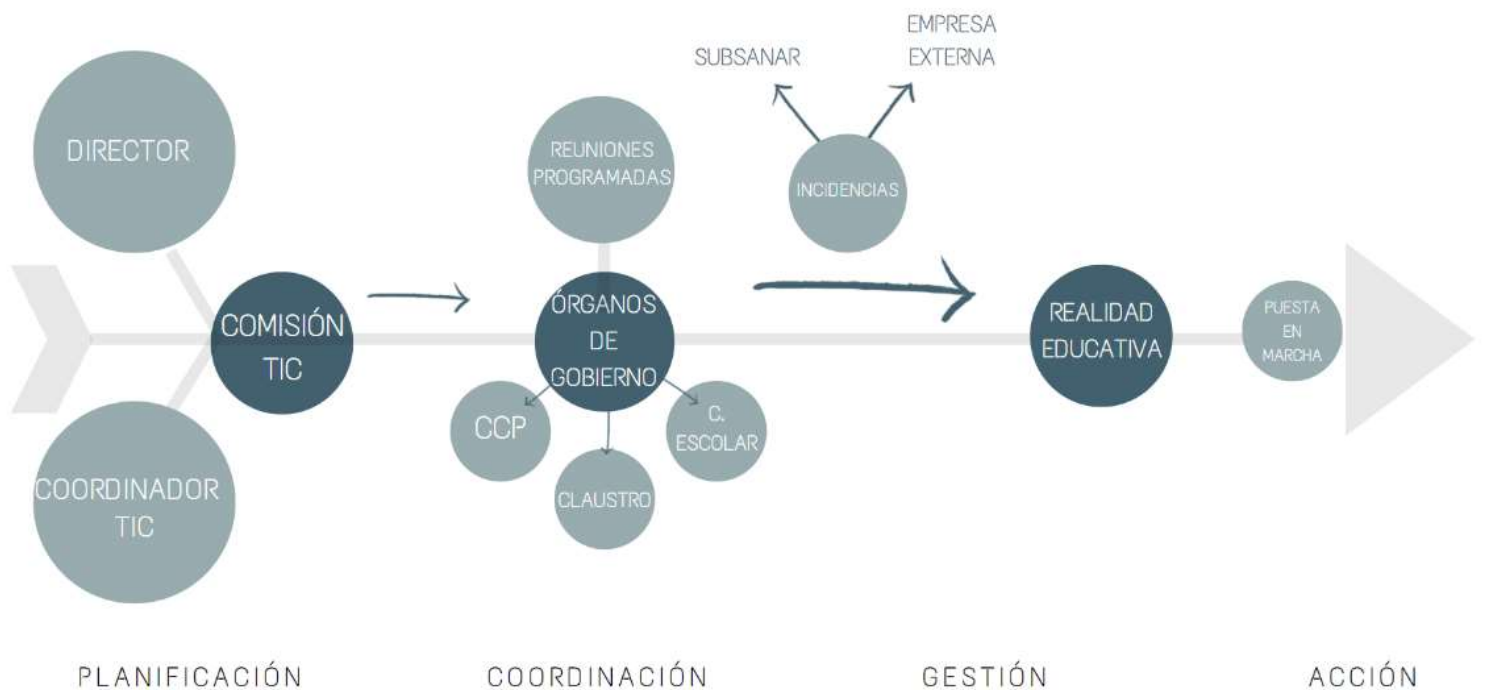 EMPRESA
EXTERNA
SUBSANAR
DIRECTOR
REUNIONES
PROGRAMADAS
INCIDENCIAS
COMISIÓN
TIC
ÓRGANOS
DE
GOBIERNO
REALIDAD
EDUCATIVA
PUESTA
EN
MARCHA
CCP
C.
ESCOLAR
CLAUSTRO
COORDINADOR
TIC
PLANIFICACIÓN
COORDINACIÓN
GESTIÓN
ACCIÓN